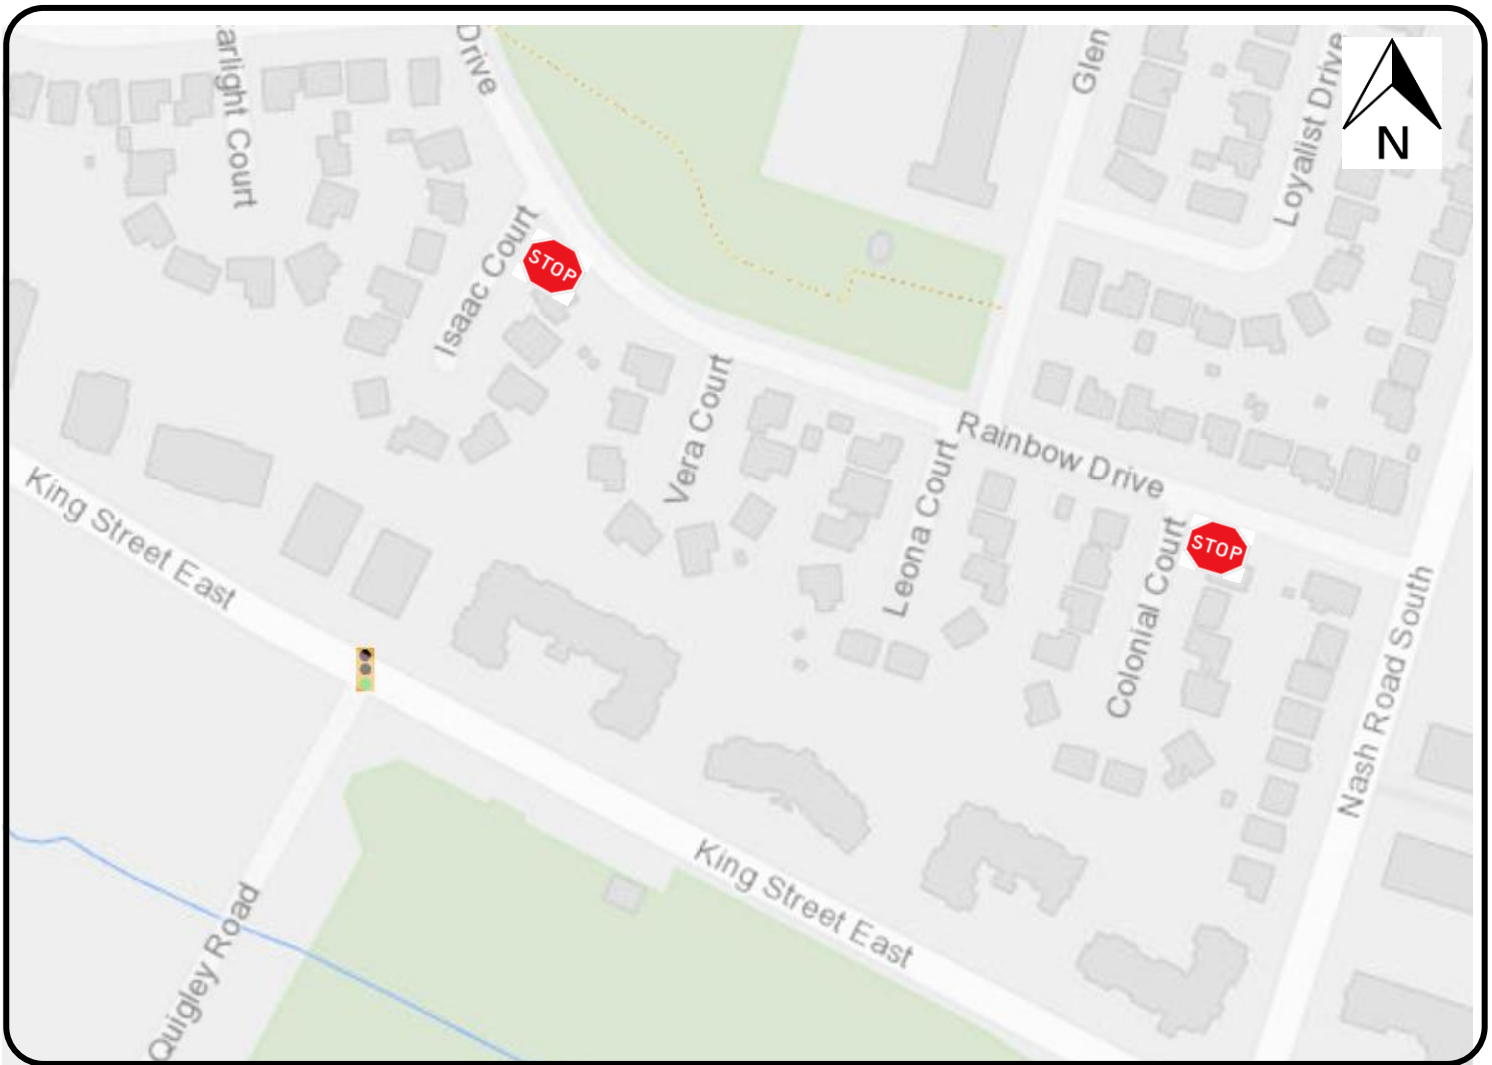 arlight Court
Drive
Glen
Loyalist Drive
N
Isaac Court
STOP
Vera Court
Rainbow Drive
Leona Court
King Street East
Colonial Court
STOP
Nash Road South
King Street East
Quigley Road